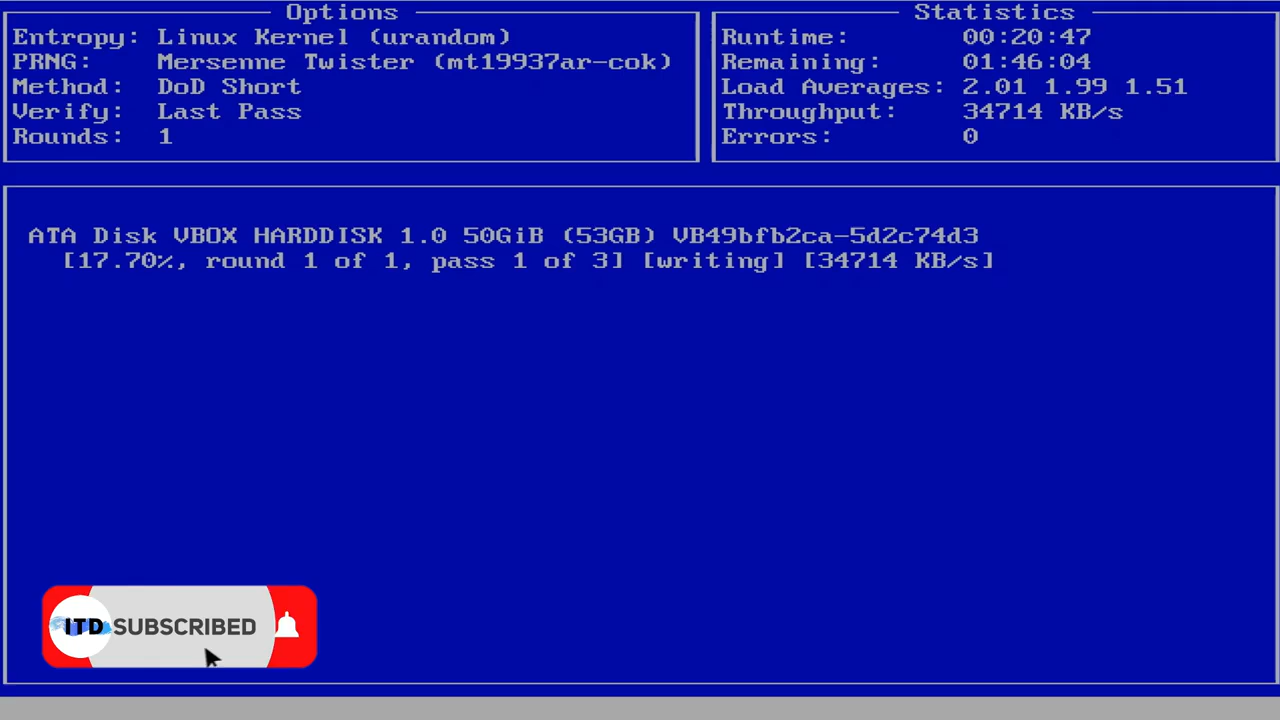 Options
Entropy: Linux Kernel (urandom)
PRNG: Mersenne Twister (mt19937ar-cok)
Method: DoD Short
Verify: Last Pass
Rounds: 1
Statistics
Runtime: 00:20:47
Remaining: 01:46:04
Load Averages: 2.01 1.99 1.51
Throughput: 34714 KB/s
Errors: 0
ATA Disk VBOX HARDDISK 1.0 50GiB (53GB) VB49bfb2ca-5d2c74d3
[17.70%, round 1 of 1, pass 1 of 3] [writing] [34714 KB/s]
ITD SUBSCRIBED